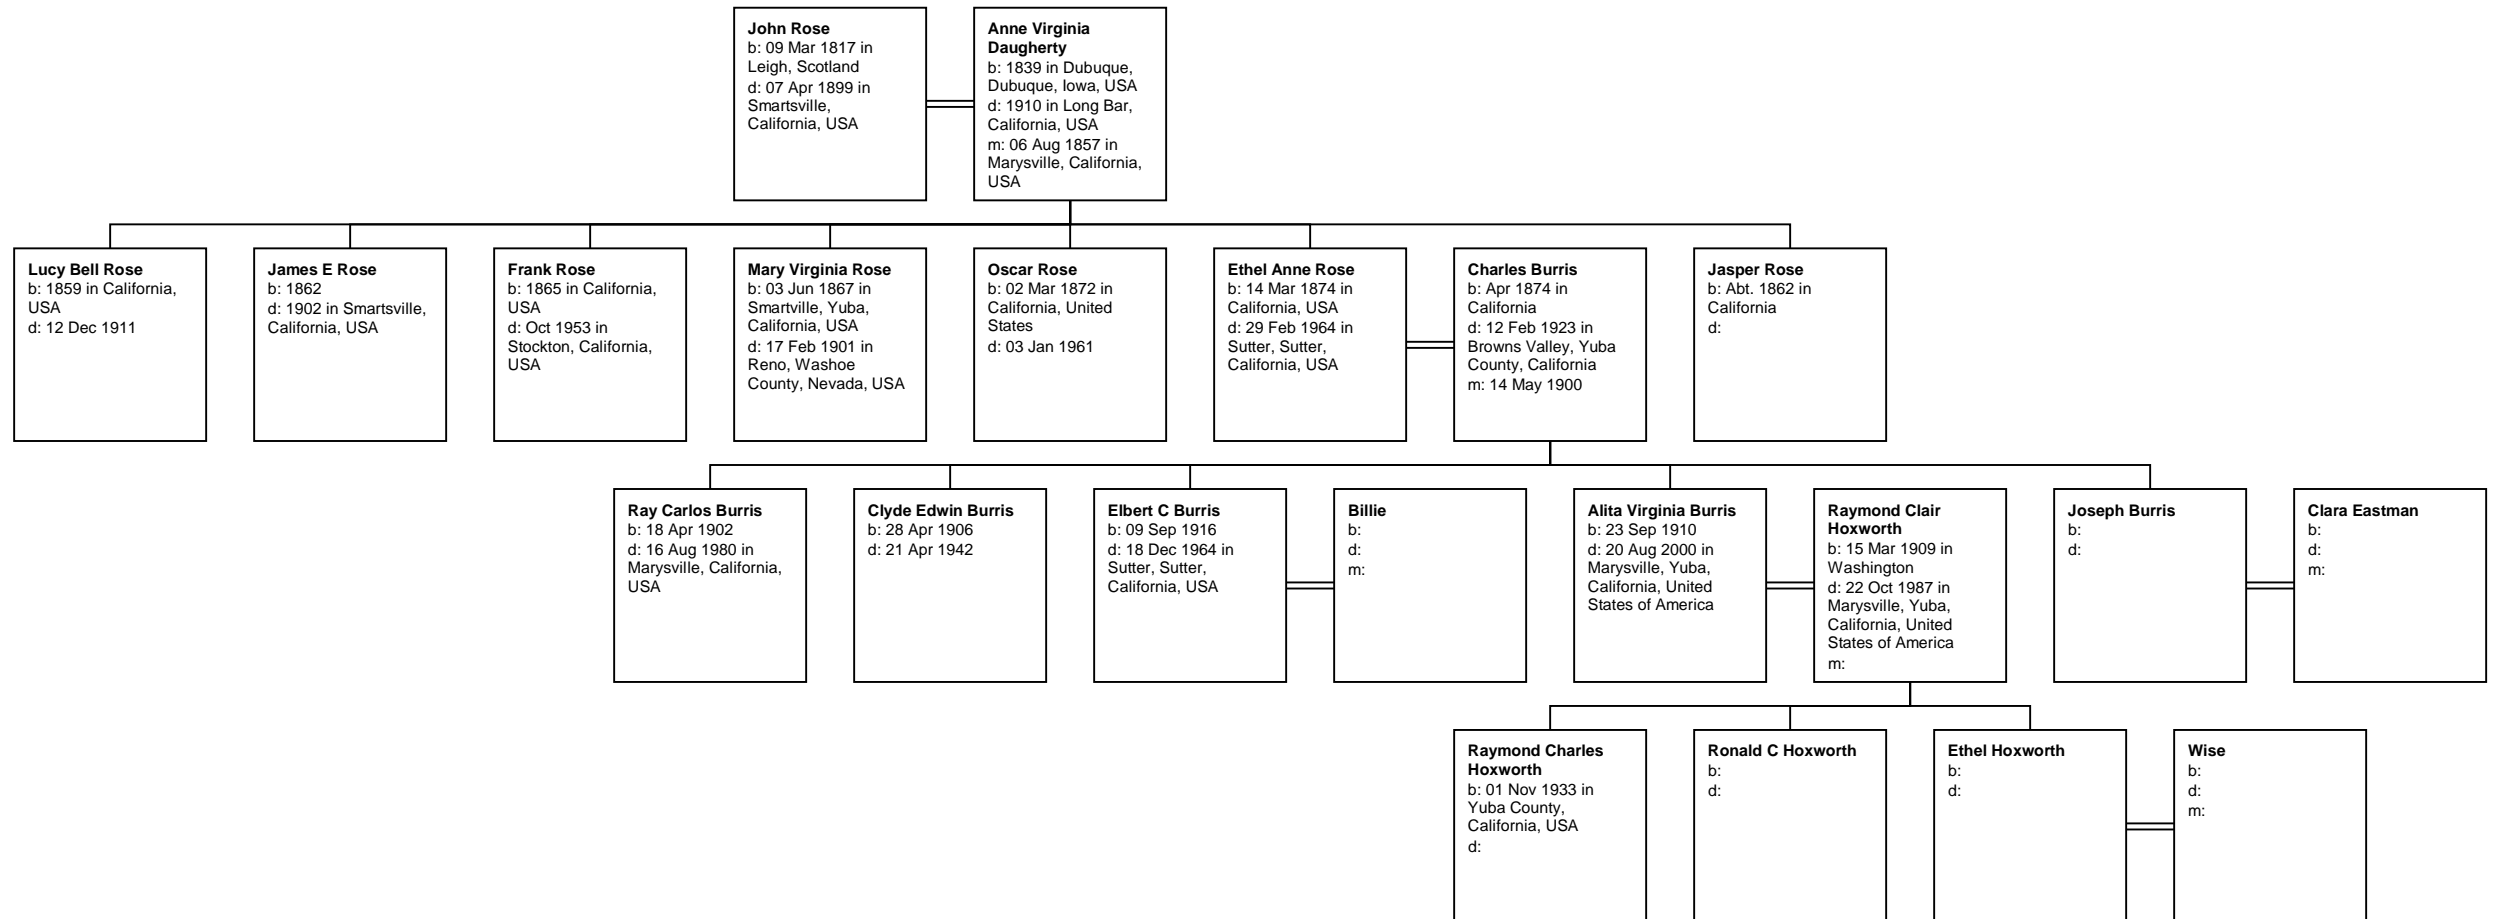 John Rose
b: 09 Mar 1817 in
Leigh, Scotland
d: 07 Apr 1899 in
Smartsville,
California, USA
Anne Virginia
Daugherty
b: 1839 in Dubuque,
Dubuque, Iowa, USA
d: 1910 in Long Bar,
California, USA
m: 06 Aug 1857 in
Marysville, California,
USA
Lucy Bell Rose
b: 1859 in California,
USA
d: 12 Dec 1911
James E Rose
b: 1862
d: 1902 in Smartsville,
California, USA
Frank Rose
b: 1865 in California,
USA
d: Oct 1953 in
Stockton, California,
USA
Mary Virginia Rose
b: 03 Jun 1867 in
Smartville, Yuba,
California, USA
d: 17 Feb 1901 in
Reno, Washoe
County, Nevada, USA
Oscar Rose
b: 02 Mar 1872 in
California, United
States
d: 03 Jan 1961
Ethel Anne Rose
b: 14 Mar 1874 in
California, USA
d: 29 Feb 1964 in
Sutter, Sutter,
California, USA
Charles Burris
b: Apr 1874 in
California
d: 12 Feb 1923 in
Browns Valley, Yuba
County, California
m: 14 May 1900
Jasper Rose
b: Abt. 1862 in
California
d:
Ray Carlos Burris
b: 18 Apr 1902
d: 16 Aug 1980 in
Marysville, California,
USA
Clyde Edwin Burris
b: 28 Apr 1906
d: 21 Apr 1942
Elbert C Burris
b: 09 Sep 1916
d: 18 Dec 1964 in
Sutter, Sutter,
California, USA
Billie
b:
d:
m:
Alita Virginia Burris
b: 23 Sep 1910
d: 20 Aug 2000 in
Marysville, Yuba,
California, United
States of America
Raymond Clair
Hoxworth
b: 15 Mar 1909 in
Washington
d: 22 Oct 1987 in
Marysville, Yuba,
California, United
States of America
m:
Joseph Burris
b:
d:
Clara Eastman
b:
d:
m:
Raymond Charles
Hoxworth
b: 01 Nov 1933 in
Yuba County,
California, USA
d:
Ronald C Hoxworth
b:
d:
Ethel Hoxworth
b:
d:
Wise
b:
d:
m: